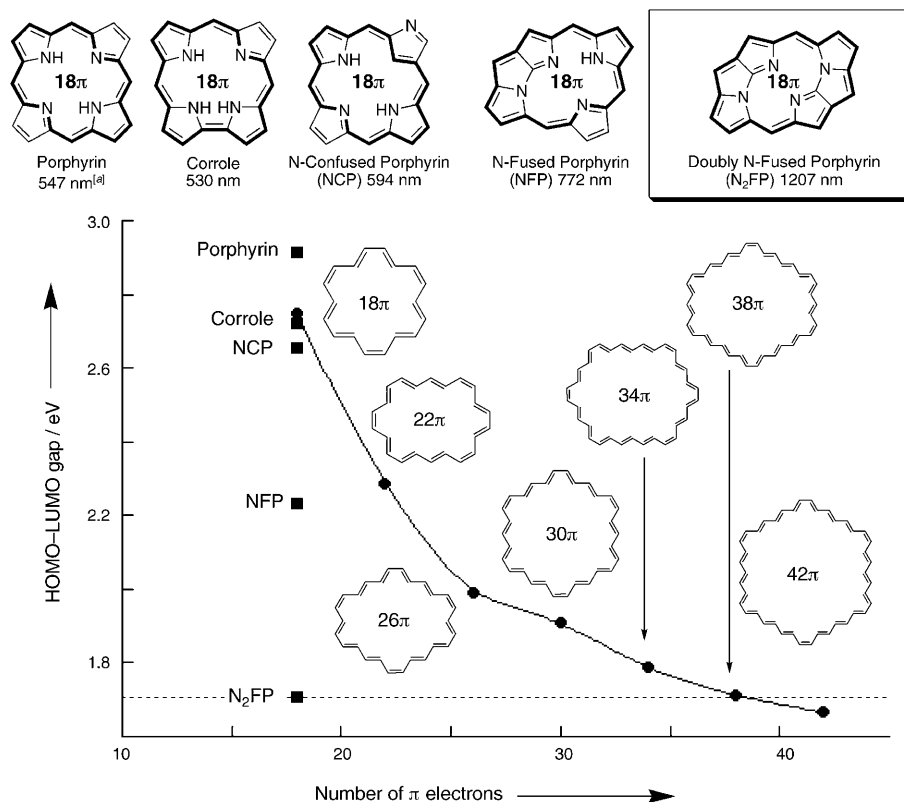 18π
NH
N
N
HN
18π
NH
N
NH
HN
18π
NH
N
N
HN
18π
N
HN
N
N
18π
N
N
N
N
Porphyrin
547 nm[a]
Corrole
530 nm
N-Confused Porphyrin
(NCP) 594 nm
N-Fused Porphyrin
(NFP) 772 nm
Doubly N-Fused Porphyrin
(N₂FP) 1207 nm
HOMO–LUMO gap / eV
3.0
2.6
2.2
1.8
Porphyrin
Corrole
NCP
NFP
N₂FP
18π
22π
26π
30π
34π
38π
42π
10
20
30
40
Number of π electrons